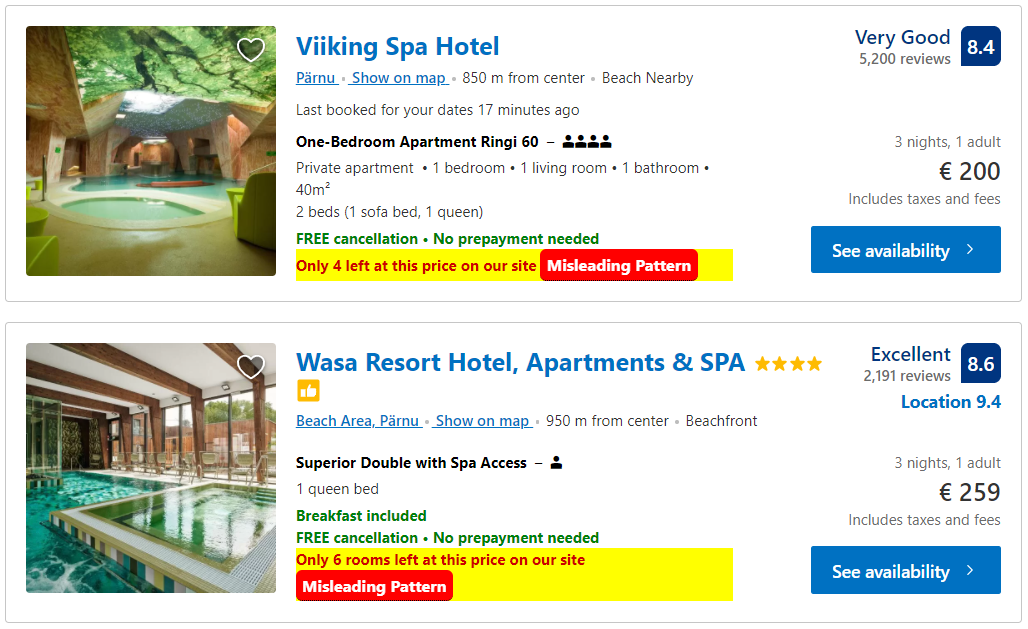 Viiking Spa Hotel
Very Good
8.4
5,200 reviews
Pärnu • Show on map • 850 m from center • Beach Nearby
Last booked for your dates 17 minutes ago
One-Bedroom Apartment Ringi 60 –
3 nights, 1 adult
Private apartment • 1 bedroom • 1 living room • 1 bathroom •
40m²
€ 200
Includes taxes and fees
2 beds (1 sofa bed, 1 queen)
FREE cancellation • No prepayment needed
Only 4 left at this price on our site Misleading Pattern
See availability
Wasa Resort Hotel, Apartments & SPA
Excellent
8.6
2,191 reviews
Location 9.4
Beach Area, Pärnu • Show on map • 950 m from center • Beachfront
Superior Double with Spa Access –
3 nights, 1 adult
1 queen bed
€ 259
Includes taxes and fees
Breakfast included
FREE cancellation • No prepayment needed
Only 6 rooms left at this price on our site
Misleading Pattern
See availability